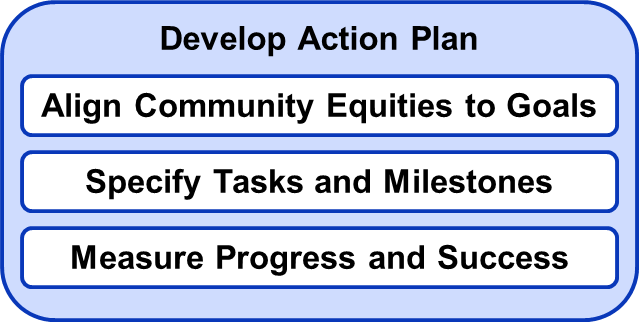 Develop Action Plan
Align Community Equities to Goals
Specify Tasks and Milestones
Measure Progress and Success